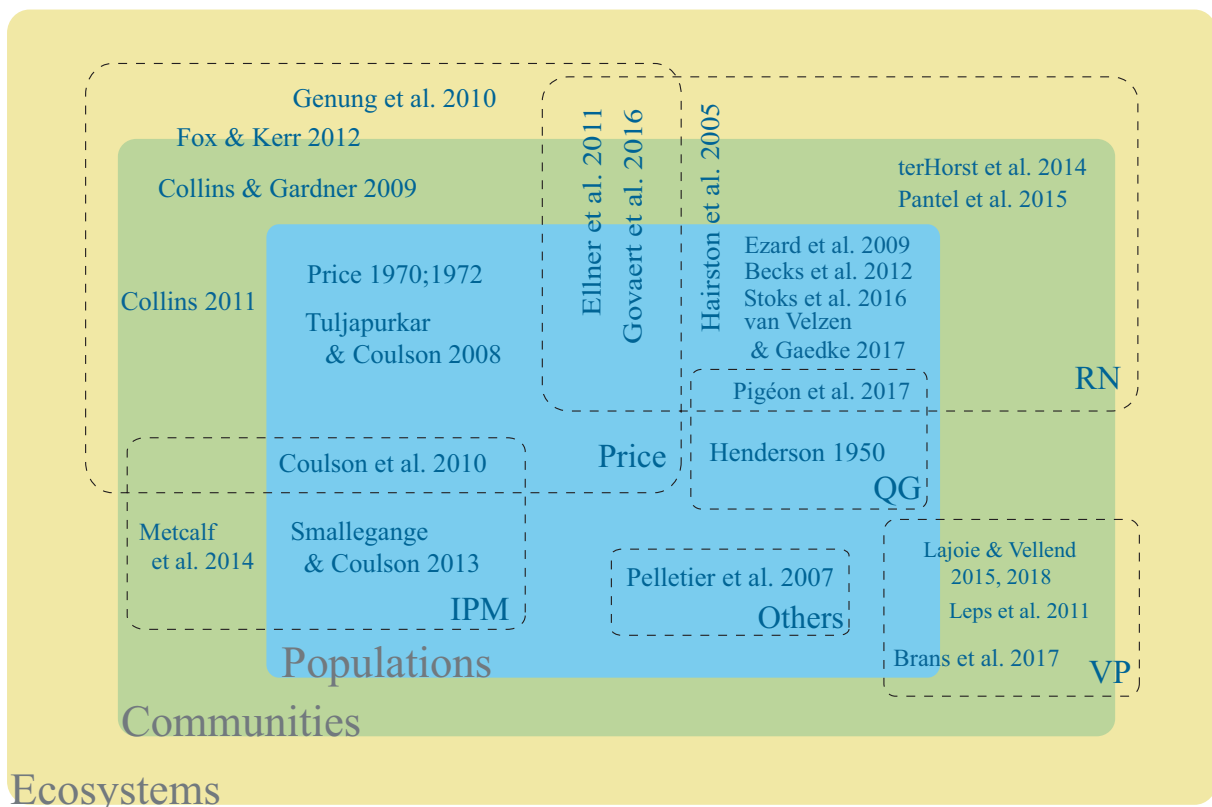 Genung et al. 2010
Fox & Kerr 2012
Collins & Gardner 2009
Collins 2011
Price 1970;1972
Tuljapurkar
& Coulson 2008
Ellner et al. 2011
Govaert et al. 2016
Hairston et al. 2005
terHorst et al. 2014
Pantel et al. 2015
Ezard et al. 2009
Becks et al. 2012
Stoks et al. 2016
van Velzen
& Gaedke 2017
RN
Pigéon et al. 2017
Henderson 1950
QG
Price
Coulson et al. 2010
Metcalf
et al. 2014
Smallegange
& Coulson 2013
IPM
Pelletier et al. 2007
Others
Lajoie & Vellend
2015, 2018
Leps et al. 2011
Brans et al. 2017
VP
Populations
Communities
Ecosystems